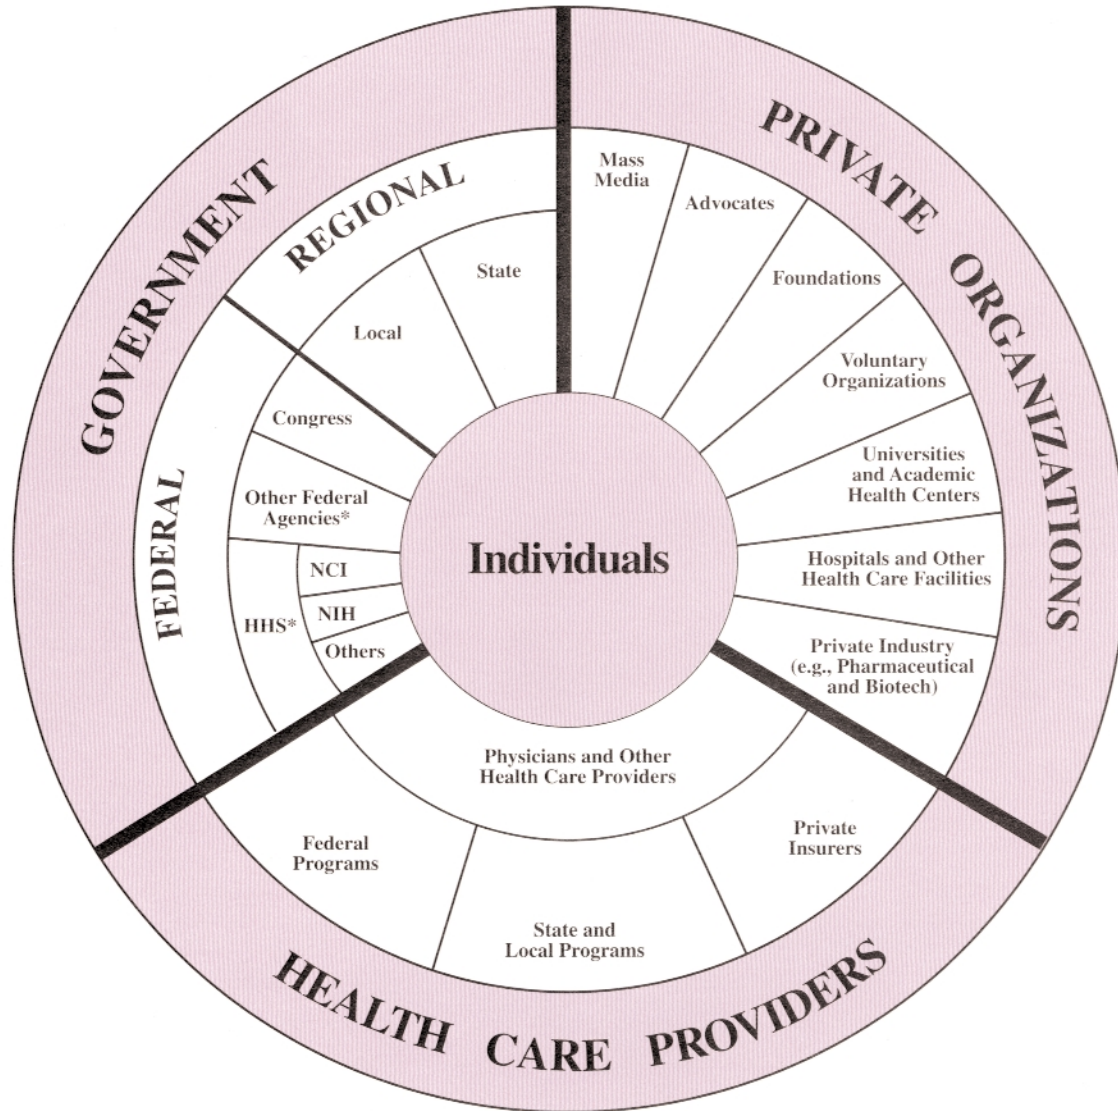 GOVERNMENT
REGIONAL
State
Local
FEDERAL
Congress
Other Federal
Agencies*
HHS*
NCI
NIH
Others
PRIVATE ORGANIZATIONS
Mass
Media
Advocates
Foundations
Voluntary
Organizations
Universities
and Academic
Health Centers
Hospitals and Other
Health Care Facilities
Private Industry
(e.g., Pharmaceutical
and Biotech)
Individuals
Physicians and Other
Health Care Providers
Federal
Programs
State and
Local Programs
Private
Insurers
HEALTH CARE PROVIDERS